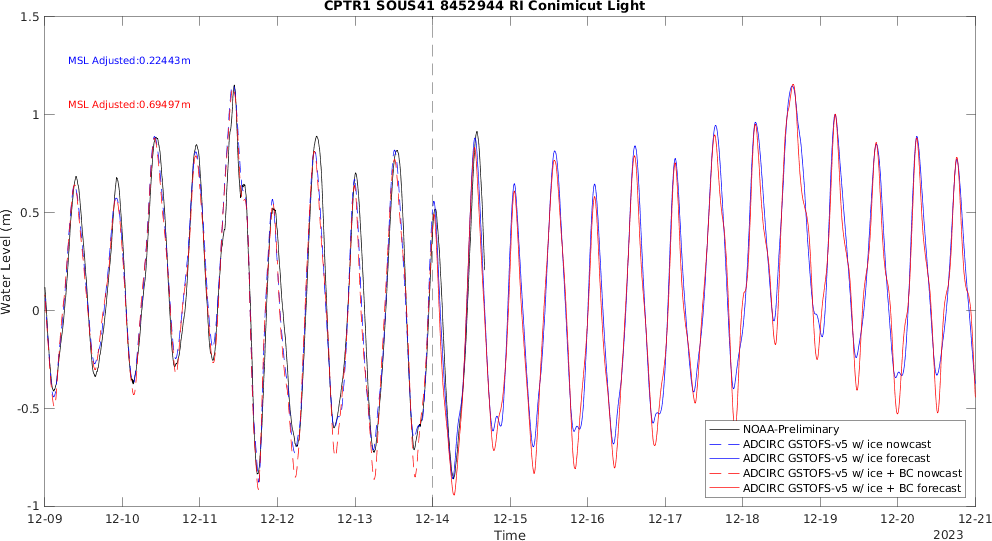 CPTR1 SOUS41 8452944 RI Conimicut Light
1.5
MSL Adjusted:0.22443m
MSL Adjusted:0.69497m
1
0.5
0
-0.5
-1
Water Level (m)
NOAA-Preliminary
ADCIRC GSTOFS-v5 w/ ice nowcast
ADCIRC GSTOFS-v5 w/ ice forecast
ADCIRC GSTOFS-v5 w/ ice + BC nowcast
ADCIRC GSTOFS-v5 w/ ice + BC forecast
12-09 12-10 12-11 12-12 12-13 12-14 12-15 12-16 12-17 12-18 12-19 12-20 12-21
Time
2023